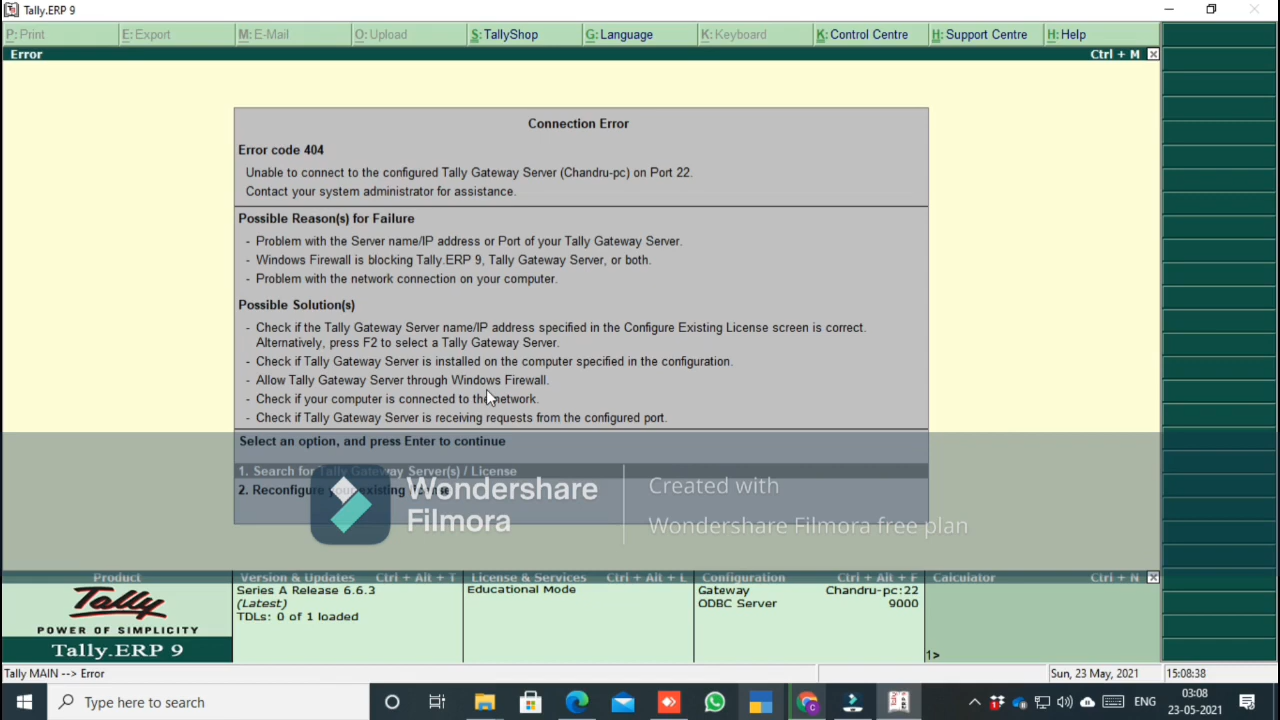 Tally.ERP 9
P: Print E: Export M: E-Mail O: Upload S: TallyShop G: Language K: Keyboard K: Control Centre H: Support Centre H: Help
Error Ctrl + M
Connection Error
Error code 404
Unable to connect to the configured Tally Gateway Server (Chandru-pc) on Port 22.
Contact your system administrator for assistance.
Possible Reason(s) for Failure
- Problem with the Server name/IP address or Port of your Tally Gateway Server.
- Windows Firewall is blocking Tally.ERP 9, Tally Gateway Server, or both.
- Problem with the network connection on your computer.
Possible Solution(s)
- Check if the Tally Gateway Server name/IP address specified in the Configure Existing License screen is correct.
Alternatively, press F2 to select a Tally Gateway Server.
- Check if Tally Gateway Server is installed on the computer specified in the configuration.
- Allow Tally Gateway Server through Windows Firewall.
- Check if your computer is connected to the network.
- Check if Tally Gateway Server is receiving requests from the configured port.
Select an option, and press Enter to continue
1. Search for Tally Gateway Server(s) / License
2. Reconfigure your existing
Wondershare
Filmora
Created with
Wondershare Filmora free plan
Product Version & Updates Ctrl + Alt + T License & Services Ctrl + Alt + L Configuration Ctrl + Alt + F Calculator Ctrl + N
Tally
POWER OF SIMPLICITY
Tally.ERP 9
Series A Release 6.6.3
(Latest)
TDLs: 0 of 1 loaded
Educational Mode
Gateway Chandru-pc:22
ODBC Server 9000
1>
Tally MAIN --> Error Sun, 23 May, 2021 15:08:38
Type here to search ENG 03:08
23-05-2021